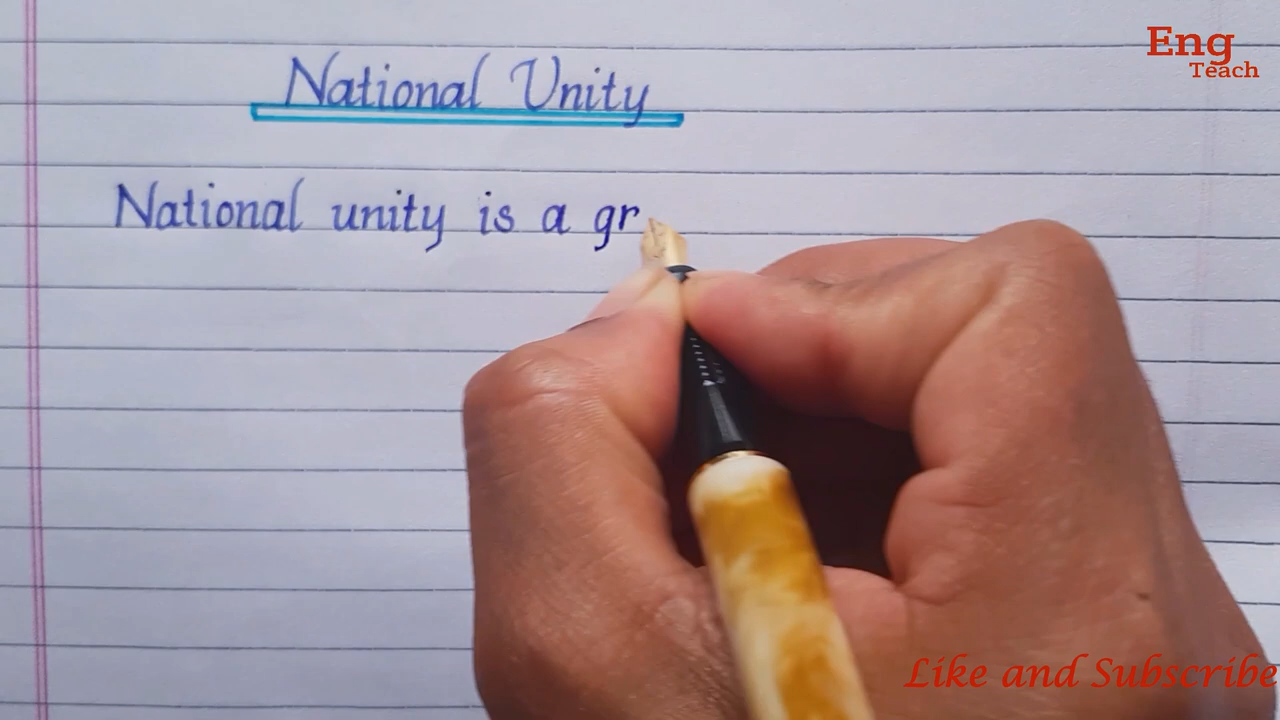 National Unity
Eng
Teach
National unity is a gr
Like and Subscribe